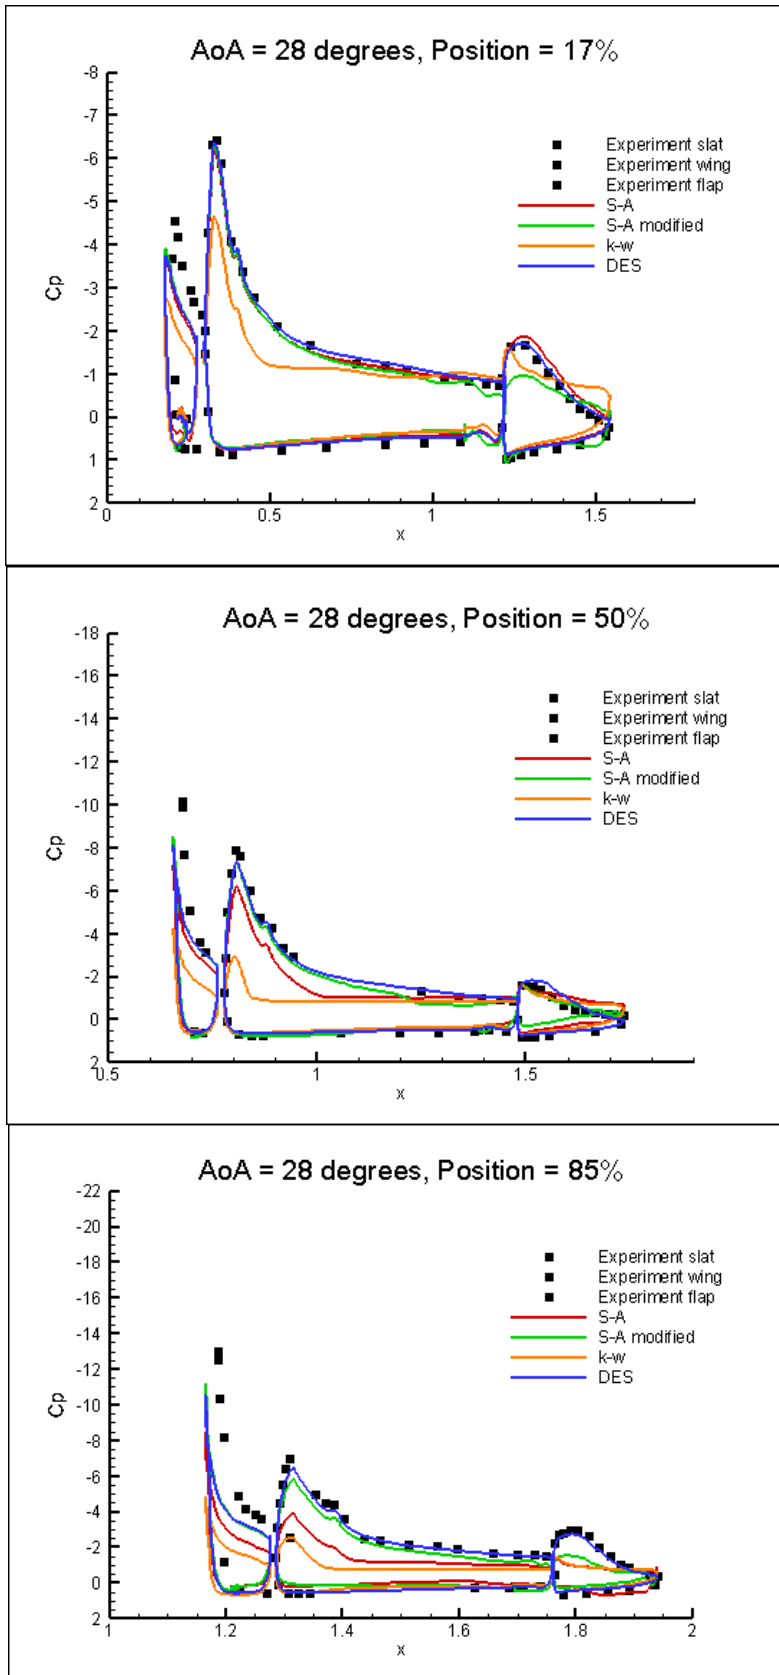 AoA = 28 degrees, Position = 17%
-8
-7
-6
-5
-4
-3
-2
-1
0
1
2
Cp
Experiment slat
Experiment wing
Experiment flap
S-A
S-A modified
k-w
DES
0
0.5
1
1.5
x
AoA = 28 degrees, Position = 50%
-18
-16
-14
-12
-10
-8
-6
-4
-2
0
2
Cp
Experiment slat
Experiment wing
Experiment flap
S-A
S-A modified
k-w
DES
0.5
1
1.5
x
AoA = 28 degrees, Position = 85%
-22
-20
-18
-16
-14
-12
-10
-8
-6
-4
-2
0
2
Cp
Experiment slat
Experiment wing
Experiment flap
S-A
S-A modified
k-w
DES
1
1.2
1.4
1.6
1.8
2
x